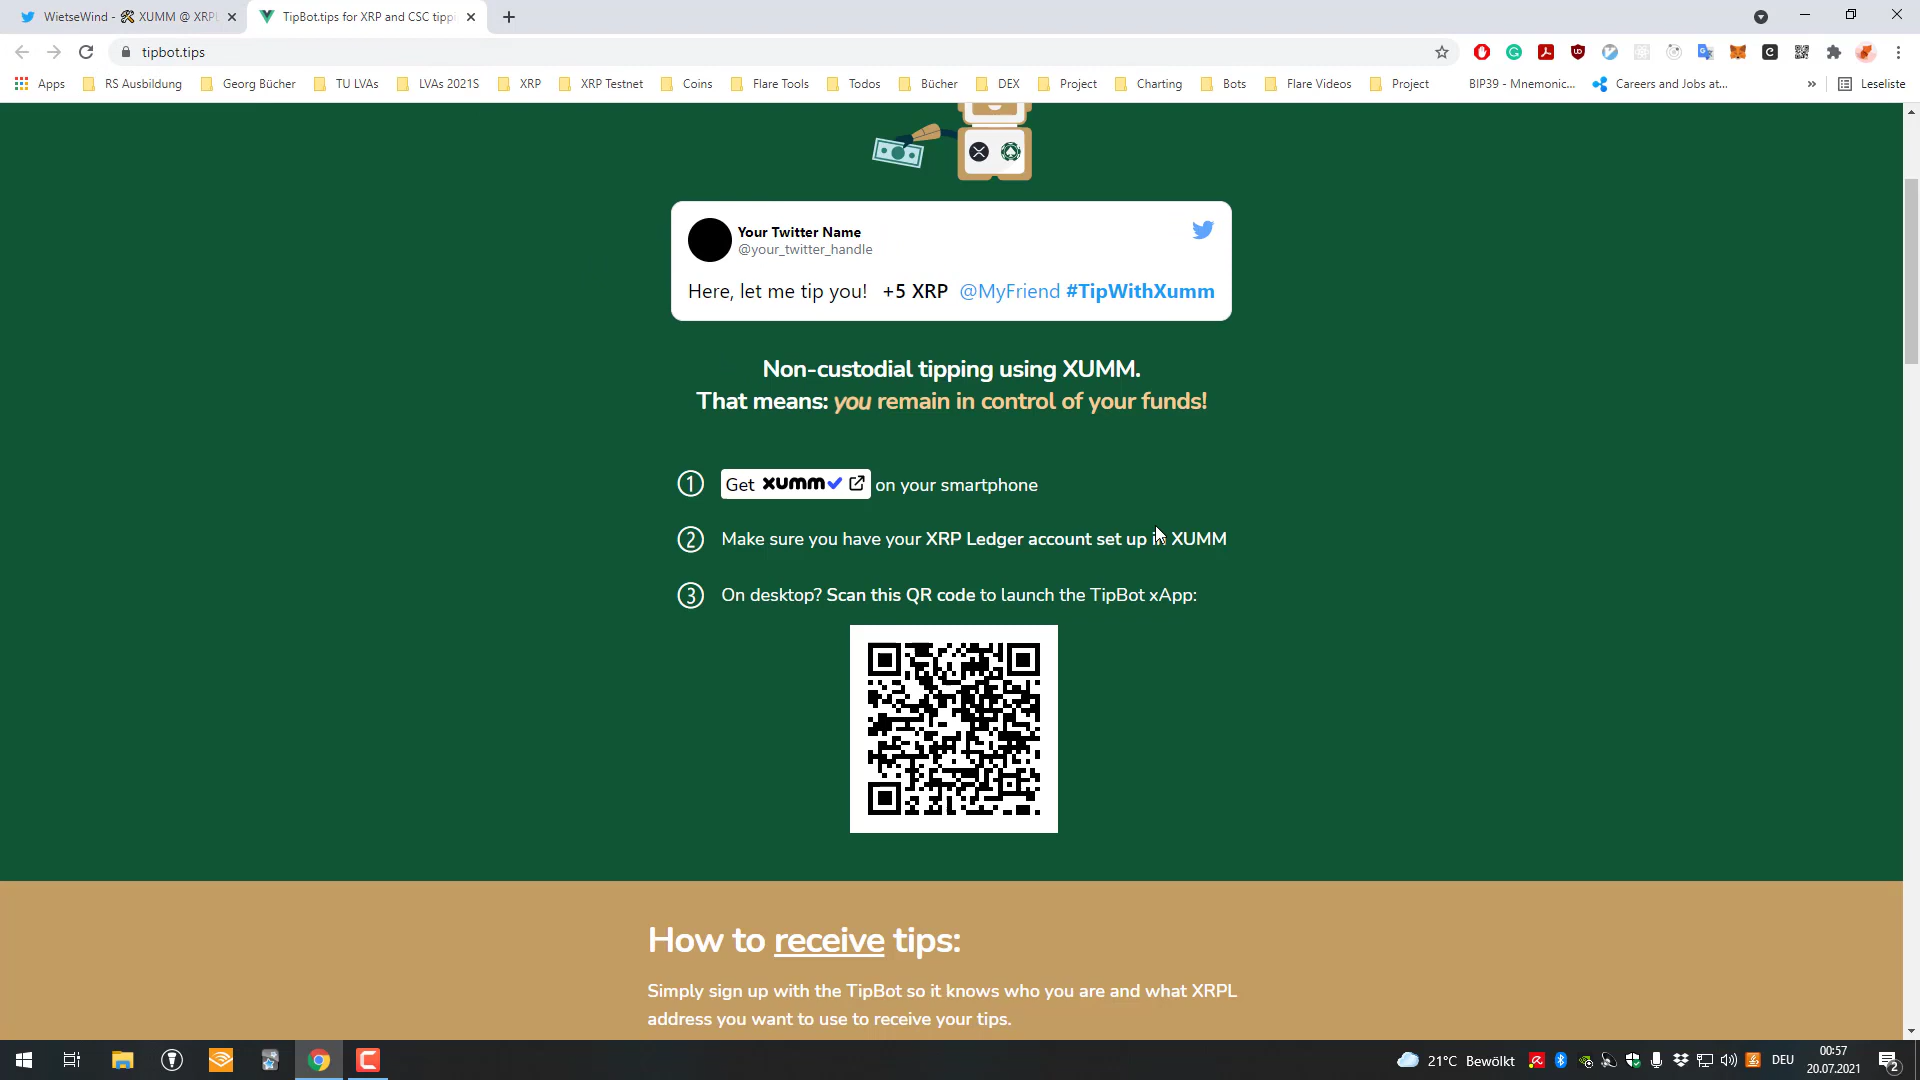 WietseWind - 🛠 XUMM @ XRPL
TipBot.tips for XRP and CSC tippi
tipbot.tips
Apps
RS Ausbildung
Georg Bücher
TU LVAs
LVAs 2021S
XRP
XRP Testnet
Coins
Flare Tools
Todos
Bücher
DEX
Project
Charting
Bots
Flare Videos
Project
BIP39 - Mnemonic...
Careers and Jobs at...
»
Leseliste
Your Twitter Name
@your_twitter_handle
Here, let me tip you! +5 XRP @MyFriend #TipWithXumm
Non-custodial tipping using XUMM.
That means: you remain in control of your funds!
1 Get xumm on your smartphone
2 Make sure you have your XRP Ledger account set up in XUMM
3 On desktop? Scan this QR code to launch the TipBot xApp:
How to receive tips:
Simply sign up with the TipBot so it knows who you are and what XRPL
address you want to use to receive your tips.
21°C Bewölkt
DEU
00:57
20.07.2021
2